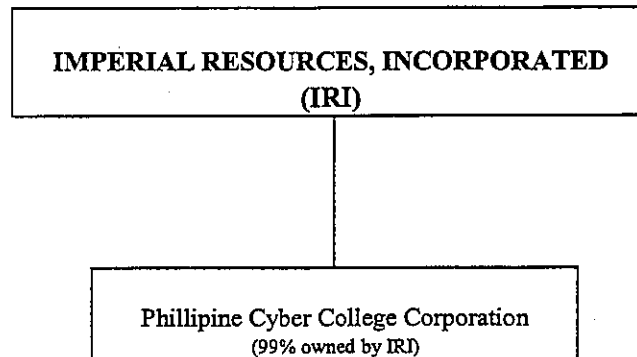 IMPERIAL RESOURCES, INCORPORATED
(IRI)
Phillipine Cyber College Corporation
(99% owned by IRI)